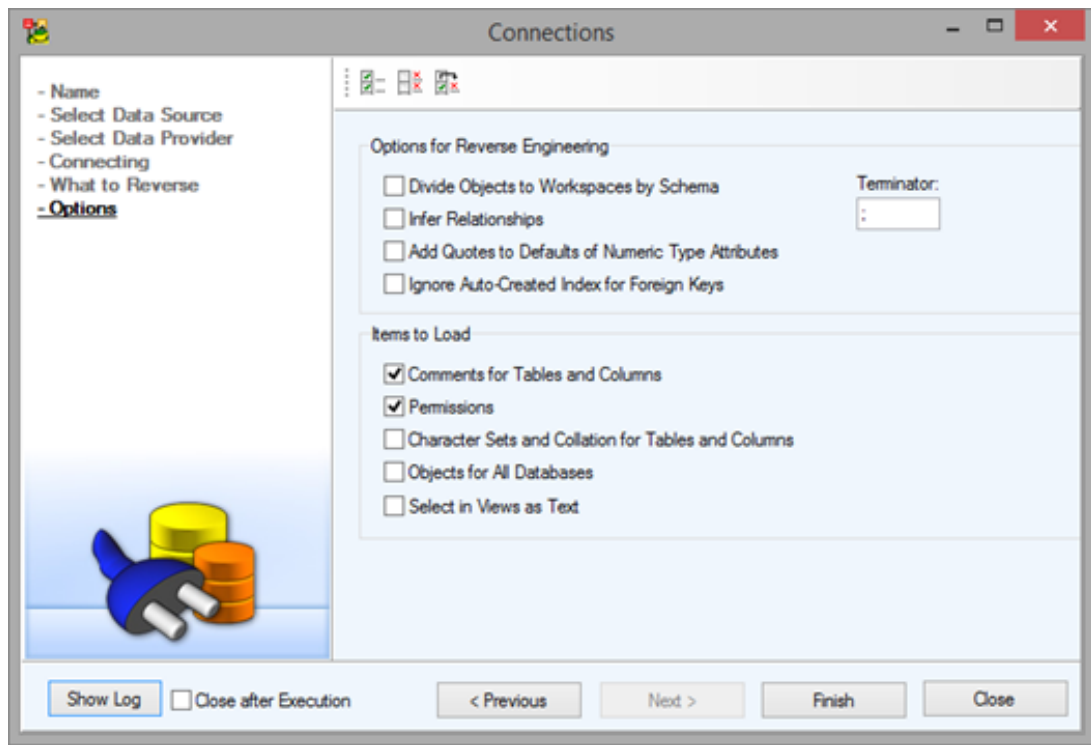 Connections
- Name
- Select Data Source
- Select Data Provider
- Connecting
- What to Reverse
- Options
Options for Reverse Engineering
Divide Objects to Workspaces by Schema
Terminator:
;
Infer Relationships
Add Quotes to Defaults of Numeric Type Attributes
Ignore Auto-Created Index for Foreign Keys
Items to Load
Comments for Tables and Columns
Permissions
Character Sets and Collation for Tables and Columns
Objects for All Databases
Select in Views as Text
Show Log
Close after Execution
< Previous
Next >
Finish
Close